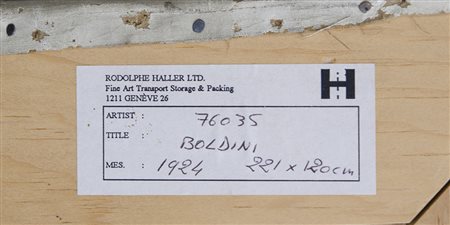 RODOLPHE HALLER LTD.
Fine Art Transport Storage & Packing
1211 GENÈVE 26
RH
H
ARTIST : 76035
TITLE : BOLDINI
MES. : 1924 221 x 120cm